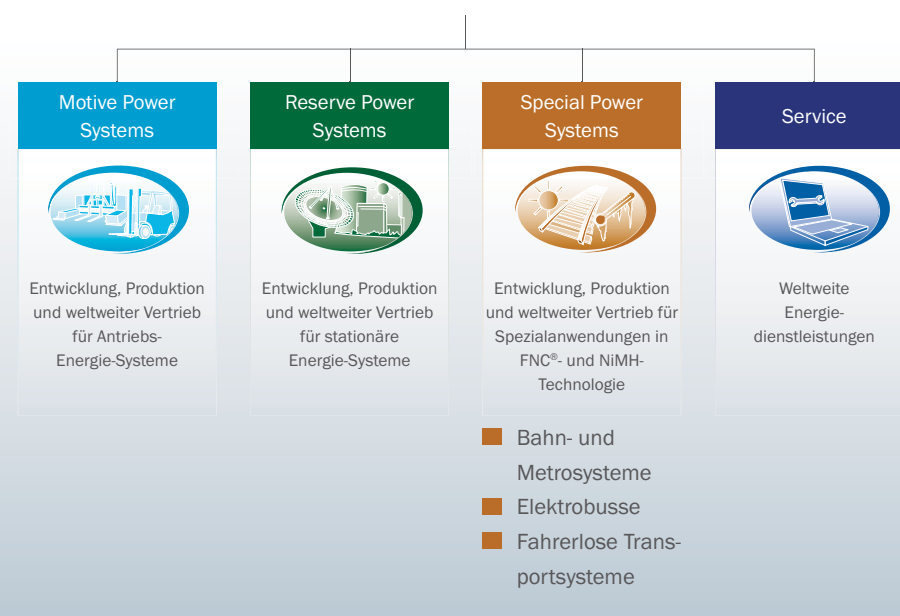 Motive Power
Systems
Entwicklung, Produktion
und weltweiter Vertrieb
für Antriebs-
Energie-Systeme
Reserve Power
Systems
Entwicklung, Produktion
und weltweiter Vertrieb
für stationäre
Energie-Systeme
Special Power
Systems
Entwicklung, Produktion
und weltweiter Vertrieb für
Spezialanwendungen in
FNC®- und NiMH-
Technologie
Bahn- und
Metrosysteme
Elektrobusse
Fahrerlose Trans-
portsysteme
Service
Weltweite
Energie-
dienstleistungen